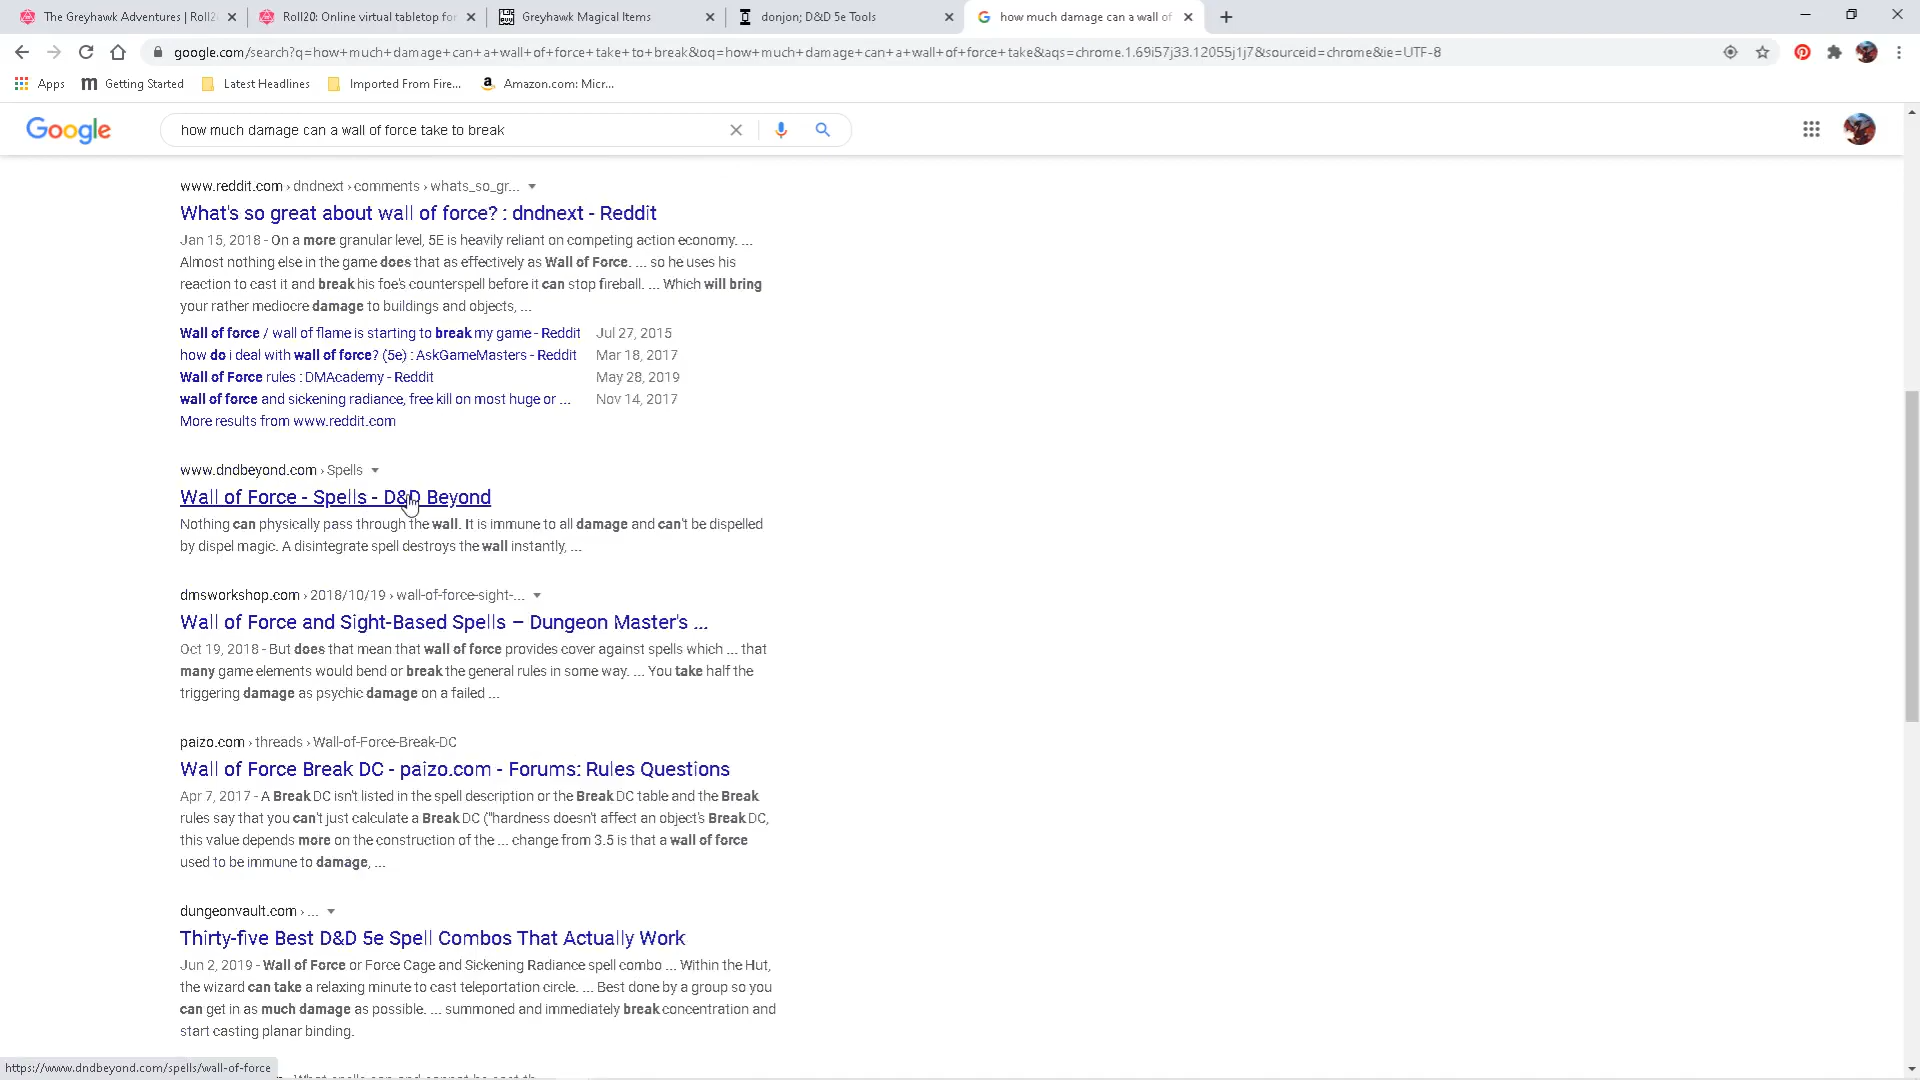 The Greyhawk Adventures | Roll2
Roll20: Online virtual tabletop for
Greyhawk Magical Items
donjon; D&D 5e Tools
how much damage can a wall of
google.com/search?q=how+much+damage+can+a+wall+of+force+take+to+break&oq=how+much+damage+can+a+wall+of+force+take&aqs=chrome.1.69i57j33.12055j1j7&sourceid=chrome&ie=UTF-8
Apps
Getting Started
Latest Headlines
Imported From Fire...
Amazon.com: Micr...
Google
how much damage can a wall of force take to break
www.reddit.com › dndnext › comments › whats_so_gr...
What's so great about wall of force? : dndnext - Reddit
Jan 15, 2018 - On a more granular level, 5E is heavily reliant on competing action economy. ...
Almost nothing else in the game does that as effectively as Wall of Force. ... so he uses his
reaction to cast it and break his foe's counterspell before it can stop fireball. ... Which will bring
your rather mediocre damage to buildings and objects, ...
Wall of force / wall of flame is starting to break my game - Reddit Jul 27, 2015
how do i deal with wall of force? (5e) : AskGameMasters - Reddit Mar 18, 2017
Wall of Force rules : DMAcademy - Reddit May 28, 2019
wall of force and sickening radiance, free kill on most huge or ... Nov 14, 2017
More results from www.reddit.com
www.dndbeyond.com › Spells
Wall of Force - Spells - D&D Beyond
Nothing can physically pass through the wall. It is immune to all damage and can't be dispelled
by dispel magic. A disintegrate spell destroys the wall instantly, ...
dmsworkshop.com › 2018/10/19 › wall-of-force-sight-...
Wall of Force and Sight-Based Spells – Dungeon Master's ...
Oct 19, 2018 - But does that mean that wall of force provides cover against spells which ... that
many game elements would bend or break the general rules in some way. ... You take half the
triggering damage as psychic damage on a failed ...
paizo.com › threads › Wall-of-Force-Break-DC
Wall of Force Break DC - paizo.com - Forums: Rules Questions
Apr 7, 2017 - A Break DC isn't listed in the spell description or the Break DC table and the Break
rules say that you can't just calculate a Break DC ("hardness doesn't affect an object's Break DC,
this value depends more on the construction of the ... change from 3.5 is that a wall of force
used to be immune to damage, ...
dungeonvault.com › ...
Thirty-five Best D&D 5e Spell Combos That Actually Work
Jun 2, 2019 - Wall of Force or Force Cage and Sickening Radiance spell combo ... Within the Hut,
the wizard can take a relaxing minute to cast teleportation circle. ... Best done by a group so you
can get in as much damage as possible. ... summoned and immediately break concentration and
start casting planar binding.
https://www.dndbeyond.com/spells/wall-of-force